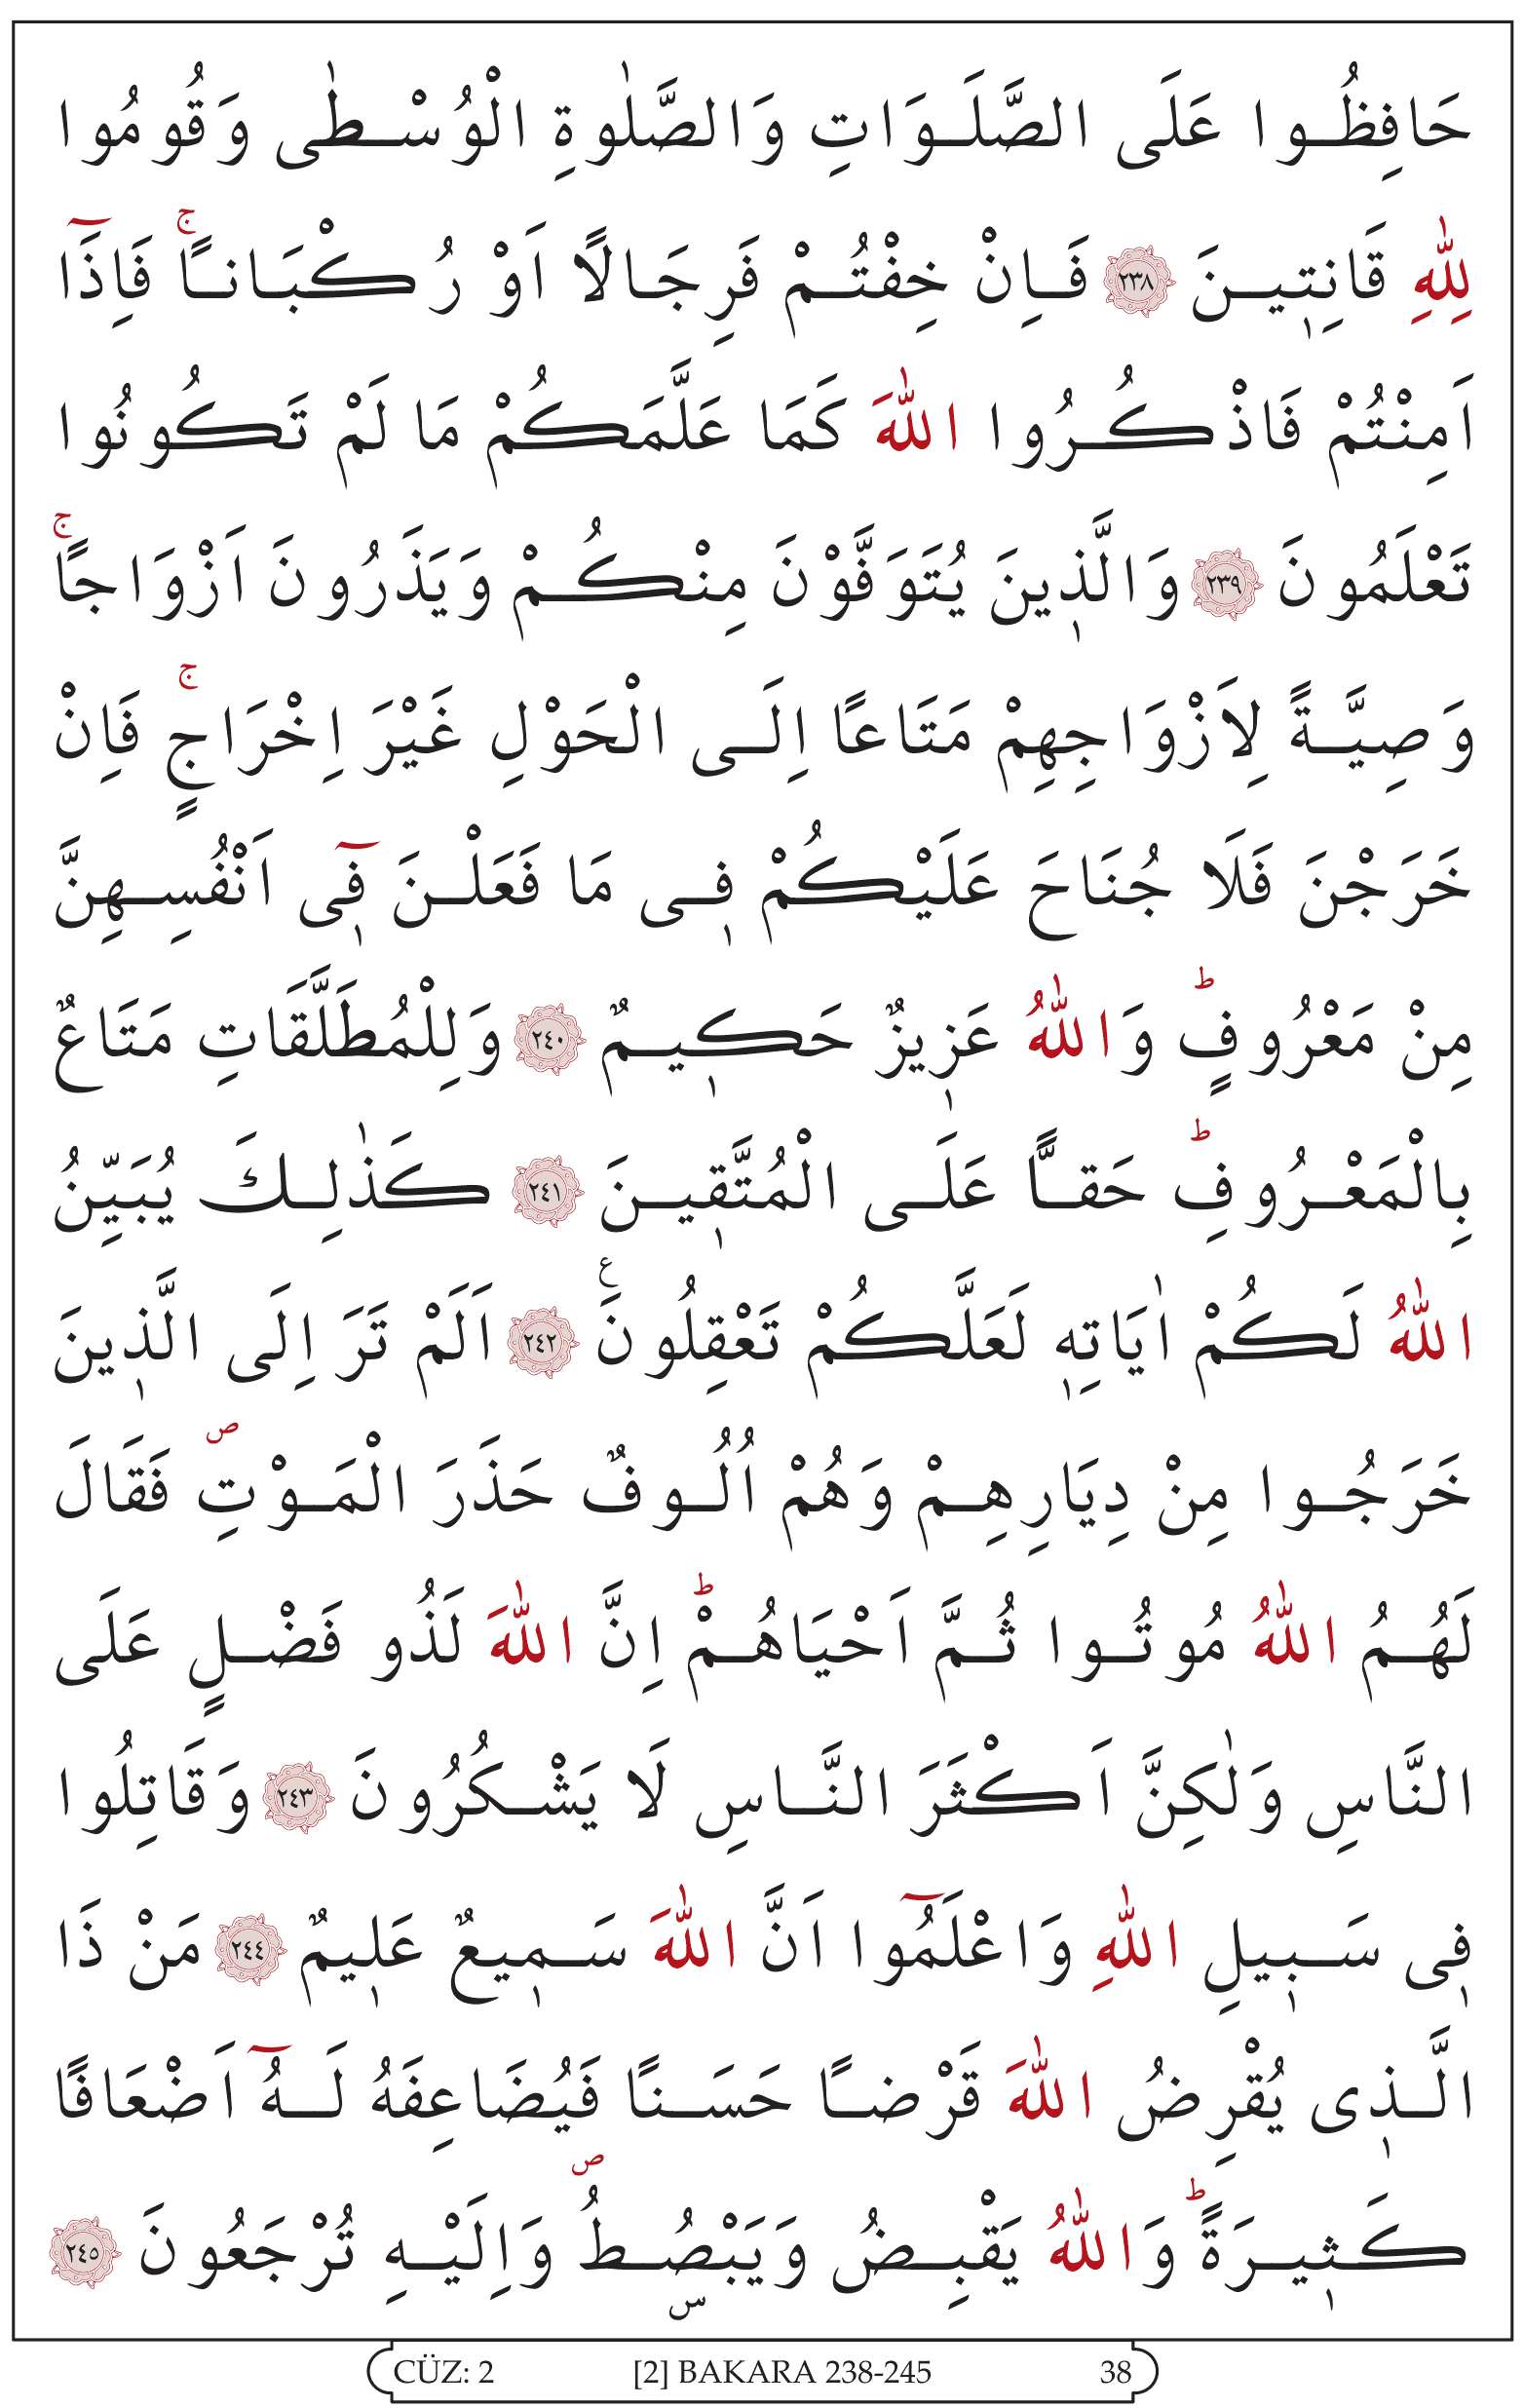 حَافِظُوا عَلَى الصَّلَوَاتِ وَالصَّلٰوةِ الْوُسْطٰى وَقُومُوا
لِلّٰهِ قَانِت۪ينَ ﴿٢٣٨﴾ فَاِنْ خِفْتُمْ فَرِجَالًا اَوْ رُكْبَانًاۚ فَاِذَٓا
اَمِنْتُمْ فَاذْكُرُوا اللّٰهَ كَمَا عَلَّمَكُمْ مَا لَمْ تَكُونُوا
تَعْلَمُونَ ﴿٢٣٩﴾ وَالَّذ۪ينَ يُتَوَفَّوْنَ مِنْكُمْ وَيَذَرُونَ اَزْوَاجًاۚ
وَصِيَّةً لِاَزْوَاجِهِمْ مَتَاعًا اِلَى الْحَوْلِ غَيْرَ اِخْرَاجٍۚ فَاِنْ
خَرَجْنَ فَلَا جُنَاحَ عَلَيْكُمْ ف۪ى مَا فَعَلْنَ ف۪ٓى اَنْفُسِهِنَّ
مِنْ مَعْرُوفٍؕ وَاللّٰهُ عَز۪يزٌ حَك۪يمٌ ﴿٢٤٠﴾ وَلِلْمُطَلَّقَاتِ مَتَاعٌ
بِالْمَعْرُوفِؕ حَقًّا عَلَى الْمُتَّق۪ينَ ﴿٢٤١﴾ كَذٰلِكَ يُبَيِّنُ
اللّٰهُ لَكُمْ اٰيَاتِه۪ لَعَلَّكُمْ تَعْقِلُونَ۟ ﴿٢٤٢﴾ اَلَمْ تَرَ اِلَى الَّذ۪ينَ
خَرَجُوا مِنْ دِيَارِهِمْ وَهُمْ اُلُوفٌ حَذَرَ الْمَوْتِࣕ فَقَالَ
لَهُمُ اللّٰهُ مُوتُوا ثُمَّ اَحْيَاهُمْؕ اِنَّ اللّٰهَ لَذُو فَضْلٍ عَلَى
النَّاسِ وَلٰكِنَّ اَكْثَرَ النَّاسِ لَا يَشْكُرُونَ ﴿٢٤٣﴾ وَقَاتِلُوا
ف۪ى سَب۪يلِ اللّٰهِ وَاعْلَمُٓوا اَنَّ اللّٰهَ سَم۪يعٌ عَل۪يمٌ ﴿٢٤٤﴾ مَنْ ذَا
الَّذ۪ى يُقْرِضُ اللّٰهَ قَرْضًا حَسَنًا فَيُضَاعِفَهُ لَهُٓ اَضْعَافًا
كَث۪يرَةًؕ وَاللّٰهُ يَقْبِضُ وَيَبْصُۣطُࣕ وَاِلَيْهِ تُرْجَعُونَ ﴿٢٤٥﴾
CÜZ: 2 [2] BAKARA 238-245 38